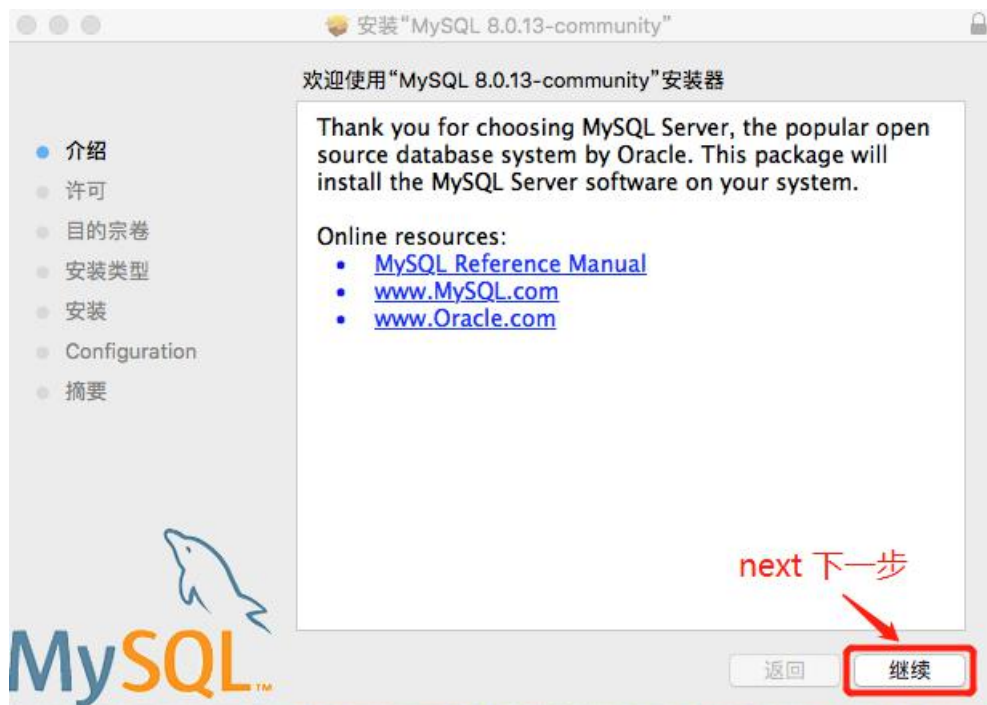 安装“MySQL 8.0.13-community”
欢迎使用“MySQL 8.0.13-community”安装器
介绍
许可
目的宗卷
安装类型
安装
Configuration
摘要
Thank you for choosing MySQL Server, the popular open
source database system by Oracle. This package will
install the MySQL Server software on your system.
Online resources:
• MySQL Reference Manual
• www.MySQL.com
• www.Oracle.com
next 下一步
MySQL™
返回
继续